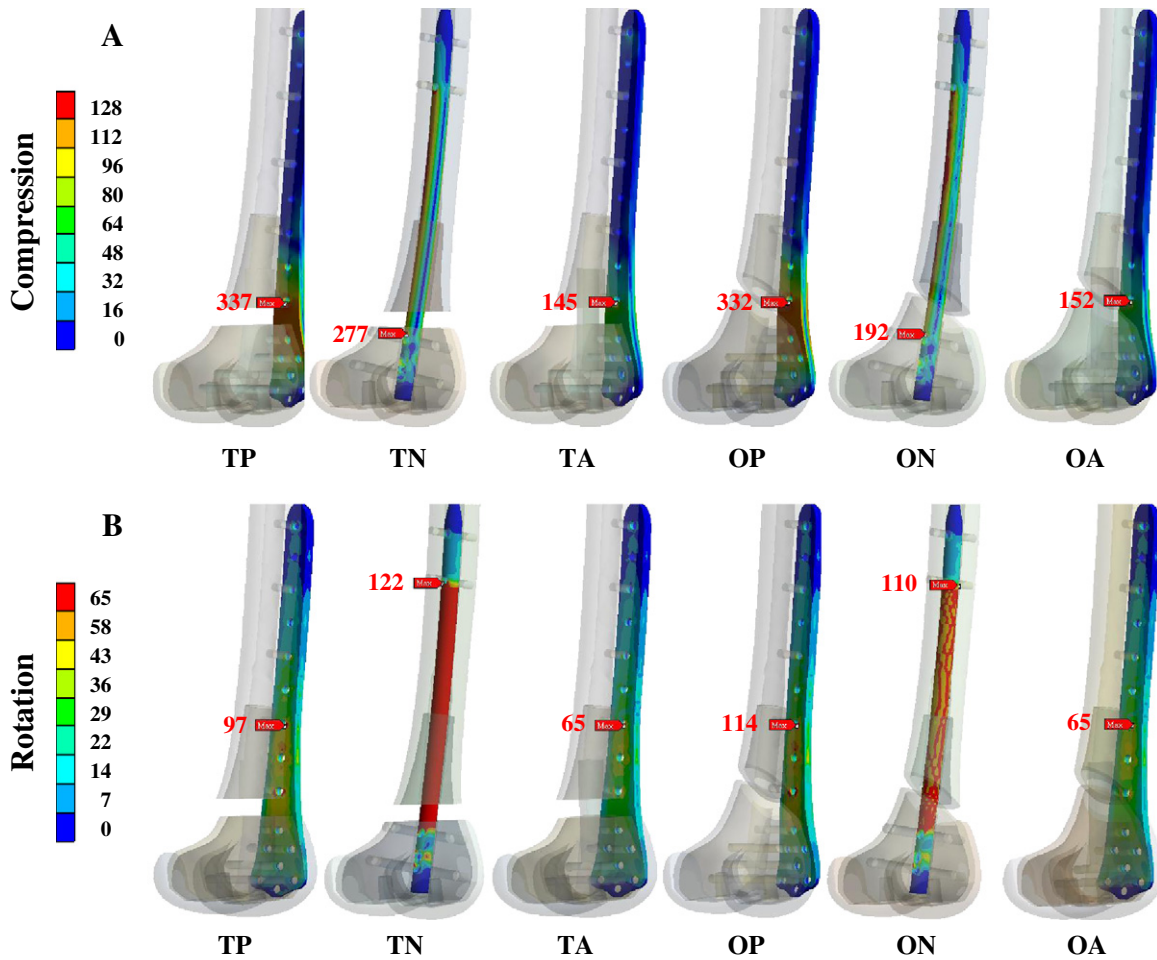 A
Compression
128
112
96
80
64
48
32
16
0
337 Max
277 Max
145 Max
332 Max
192 Max
152 Max
TP TN TA OP ON OA
B
Rotation
65
58
43
36
29
22
14
7
0
122 Max
110 Max
97 Max
65 Max
114 Max
65 Max
TP TN TA OP ON OA